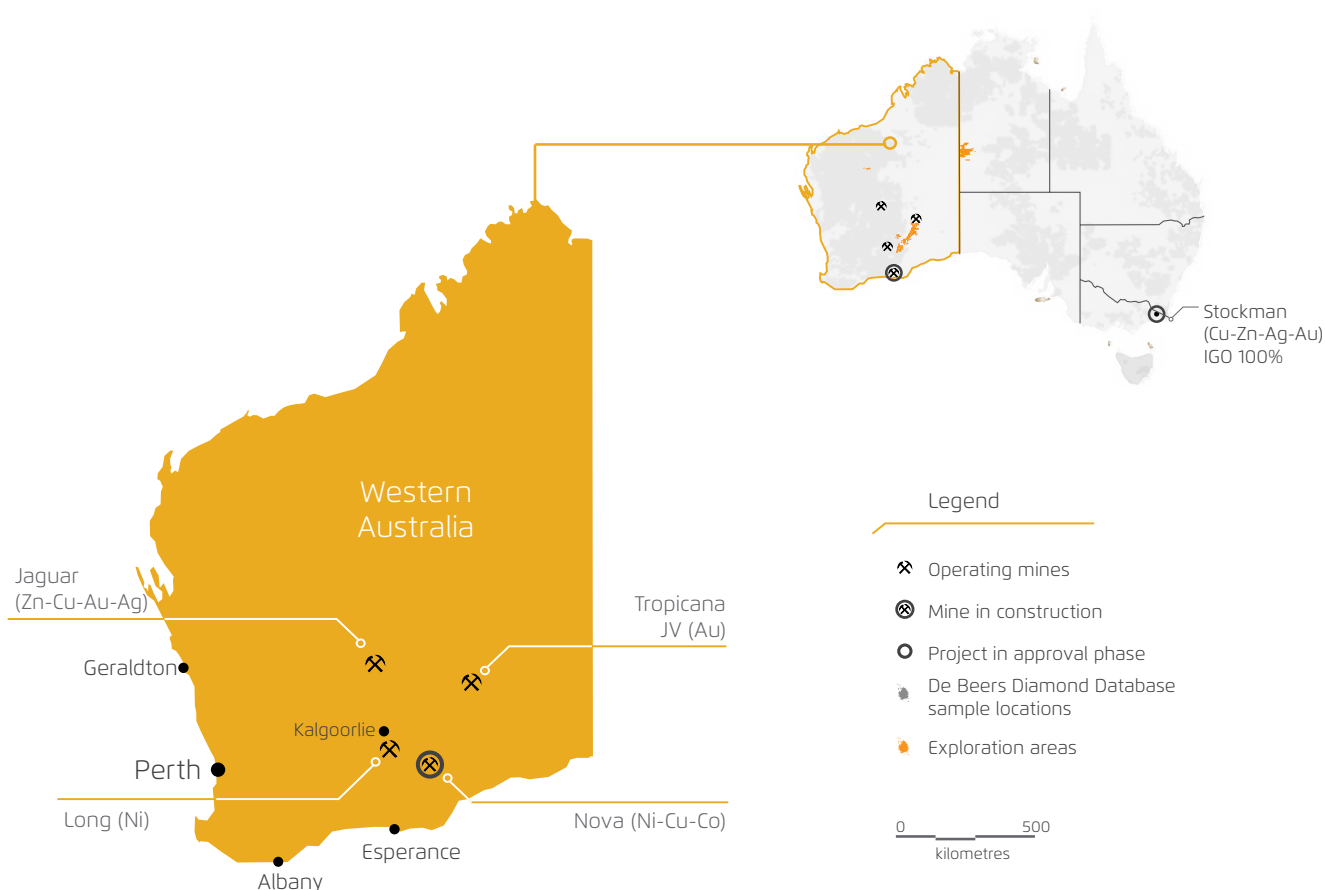 Stockman
(Cu-Zn-Ag-Au)
IGO 100%
Western
Australia
Legend
Operating mines
Mine in construction
Project in approval phase
De Beers Diamond Database
sample locations
Exploration areas
0 500
kilometres
Jaguar
(Zn-Cu-Au-Ag)
Tropicana
JV (Au)
Geraldton
Kalgoorlie
Perth
Long (Ni)
Nova (Ni-Cu-Co)
Esperance
Albany